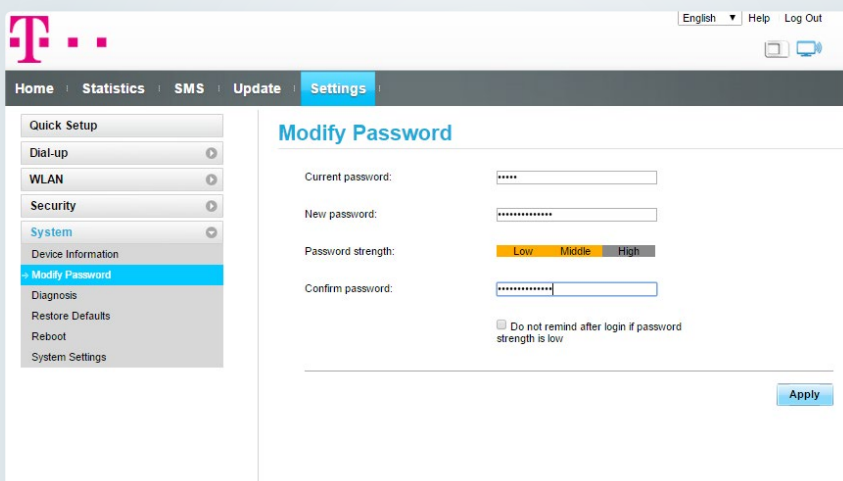 English ▼ Help Log Out
T
Home Statistics SMS Update Settings
Quick Setup
Dial-up
WLAN
Security
System
Device Information
Modify Password
Diagnosis
Restore Defaults
Reboot
System Settings
Modify Password
Current password: •••••
New password: ••••••••••••••
Password strength: Low Middle High
Confirm password: ••••••••••••••
Do not remind after login if password
strength is low
Apply